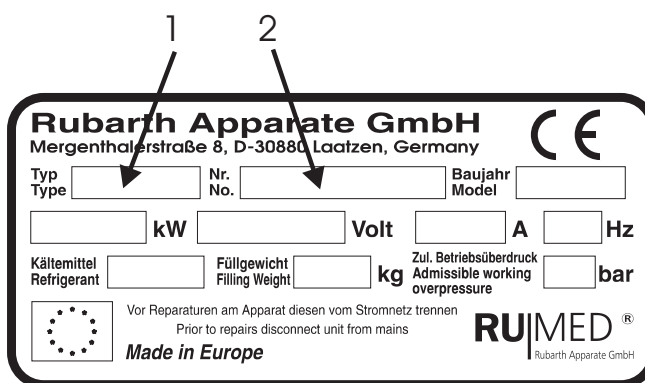 1 2
Rubarth Apparate GmbH
Mergenthalerstraße 8, D-30880 Laatzen, Germany
CE
Typ Nr. Baujahr
Type No. Model
kW Volt A Hz
Kältemittel Füllgewicht Zul. Betriebsüberdruck
Refrigerant Filling Weight kg Admissible working bar
overpressure
Vor Reparaturen am Apparat diesen vom Stromnetz trennen
Prior to repairs disconnect unit from mains
Made in Europe
RU|MED ®
Rubarth Apparate GmbH